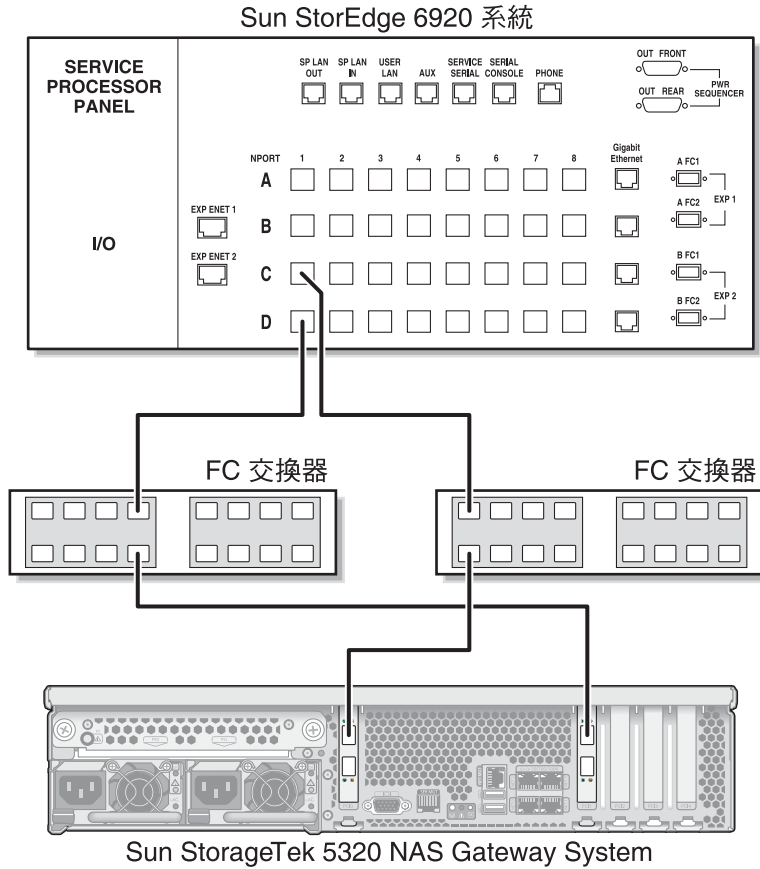 Sun StorEdge 6920 系統
SERVICE
PROCESSOR
PANEL
I/O
SP LAN
OUT
SP LAN
IN
USER
LAN
AUX
SERVICE
SERIAL
SERIAL
CONSOLE
PHONE
OUT FRONT
OUT REAR
PWR
SEQUENCER
NPORT 1 2 3 4 5 6 7 8
Gigabit
Ethernet
A
B
C
D
EXP ENET 1
EXP ENET 2
A FC1
A FC2
EXP 1
B FC1
B FC2
EXP 2
FC 交換器
FC 交換器
Sun StorageTek 5320 NAS Gateway System